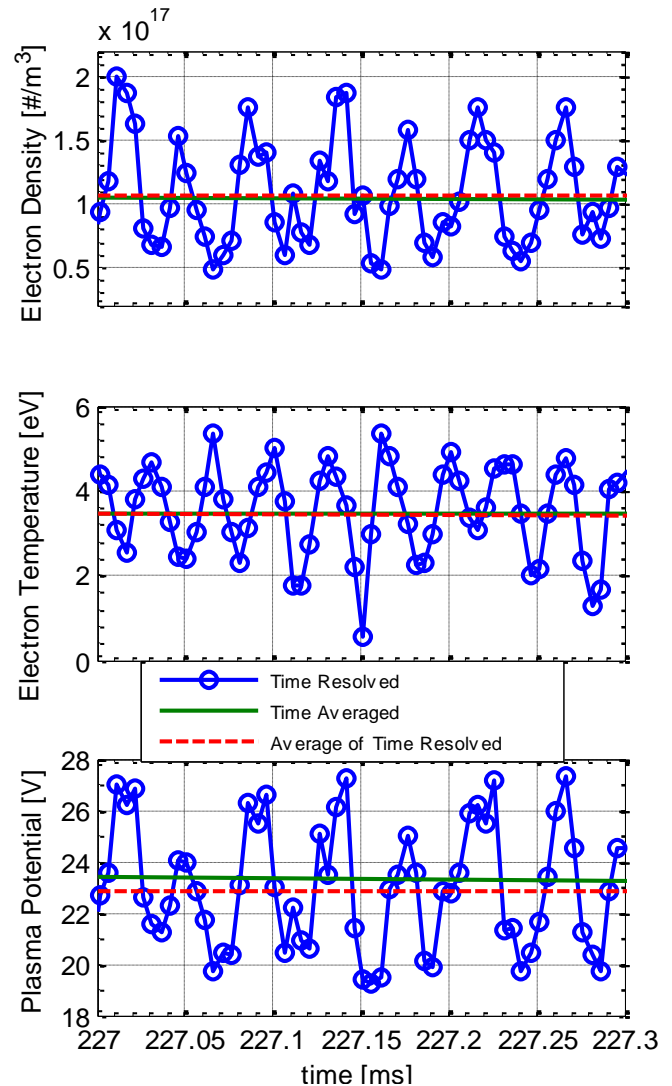 x 10^17
2
1.5
1
0.5
Electron Density [#/m^3]
6
4
2
0
Electron Temperature [eV]
Time Resolved
Time Averaged
Average of Time Resolved
28
26
24
22
20
18
Plasma Potential [V]
227 227.05 227.1 227.15 227.2 227.25 227.3
time [ms]